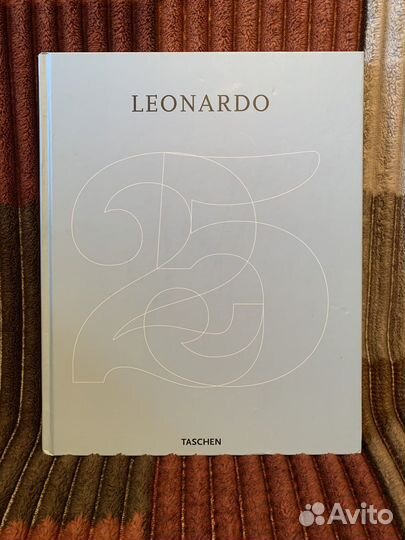 LEONARDO
25
TASCHEN
Avito